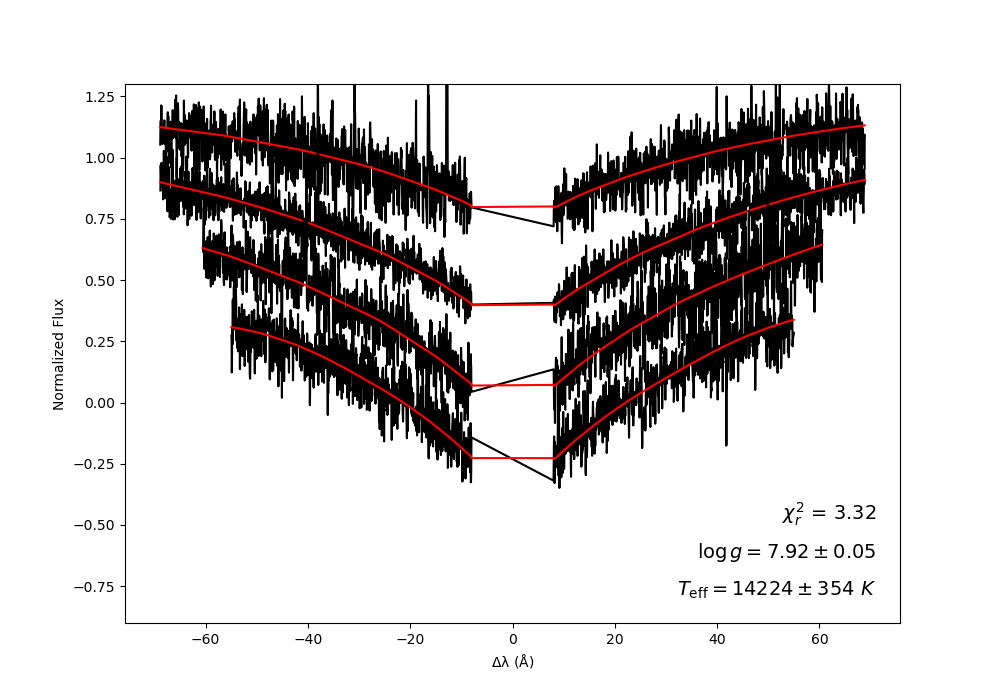 1.25
1.00
0.75
0.50
0.25
0.00
−0.25
−0.50
−0.75
Normalized Flux
χ²ᵣ = 3.32
log g = 7.92 ± 0.05
T_eff = 14224 ± 354 K
−60 −40 −20 0 20 40 60
Δλ (Å)